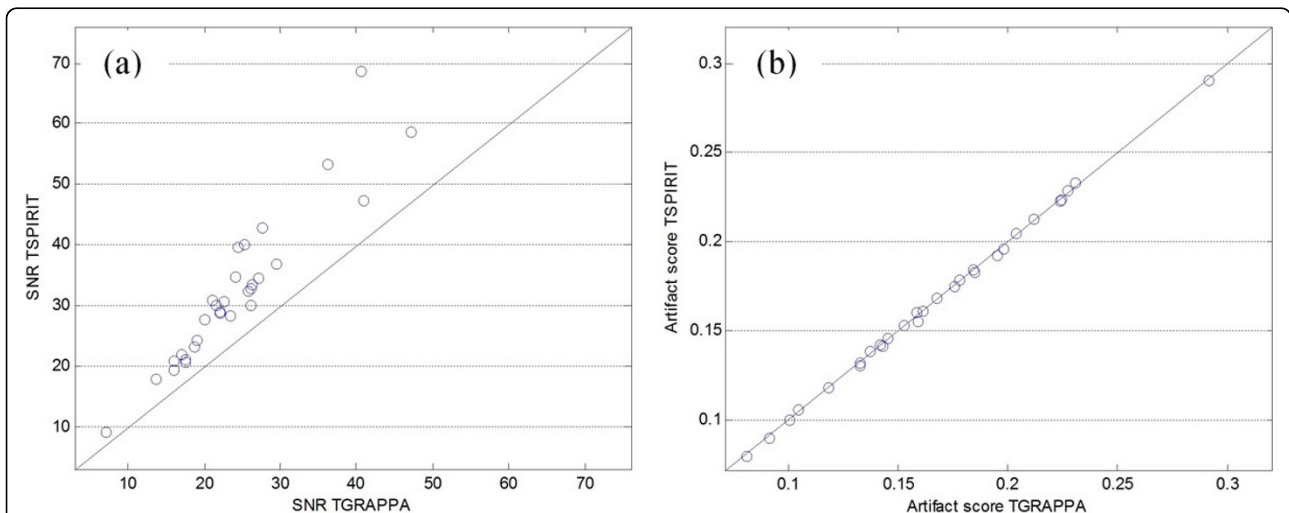 (a)
70
60
50
40
30
20
10
SNR TSPIRIT
10 20 30 40 50 60 70
SNR TGRAPPA
(b)
0.3
0.25
0.2
0.15
0.1
Artifact score TSPIRIT
0.1 0.15 0.2 0.25 0.3
Artifact score TGRAPPA